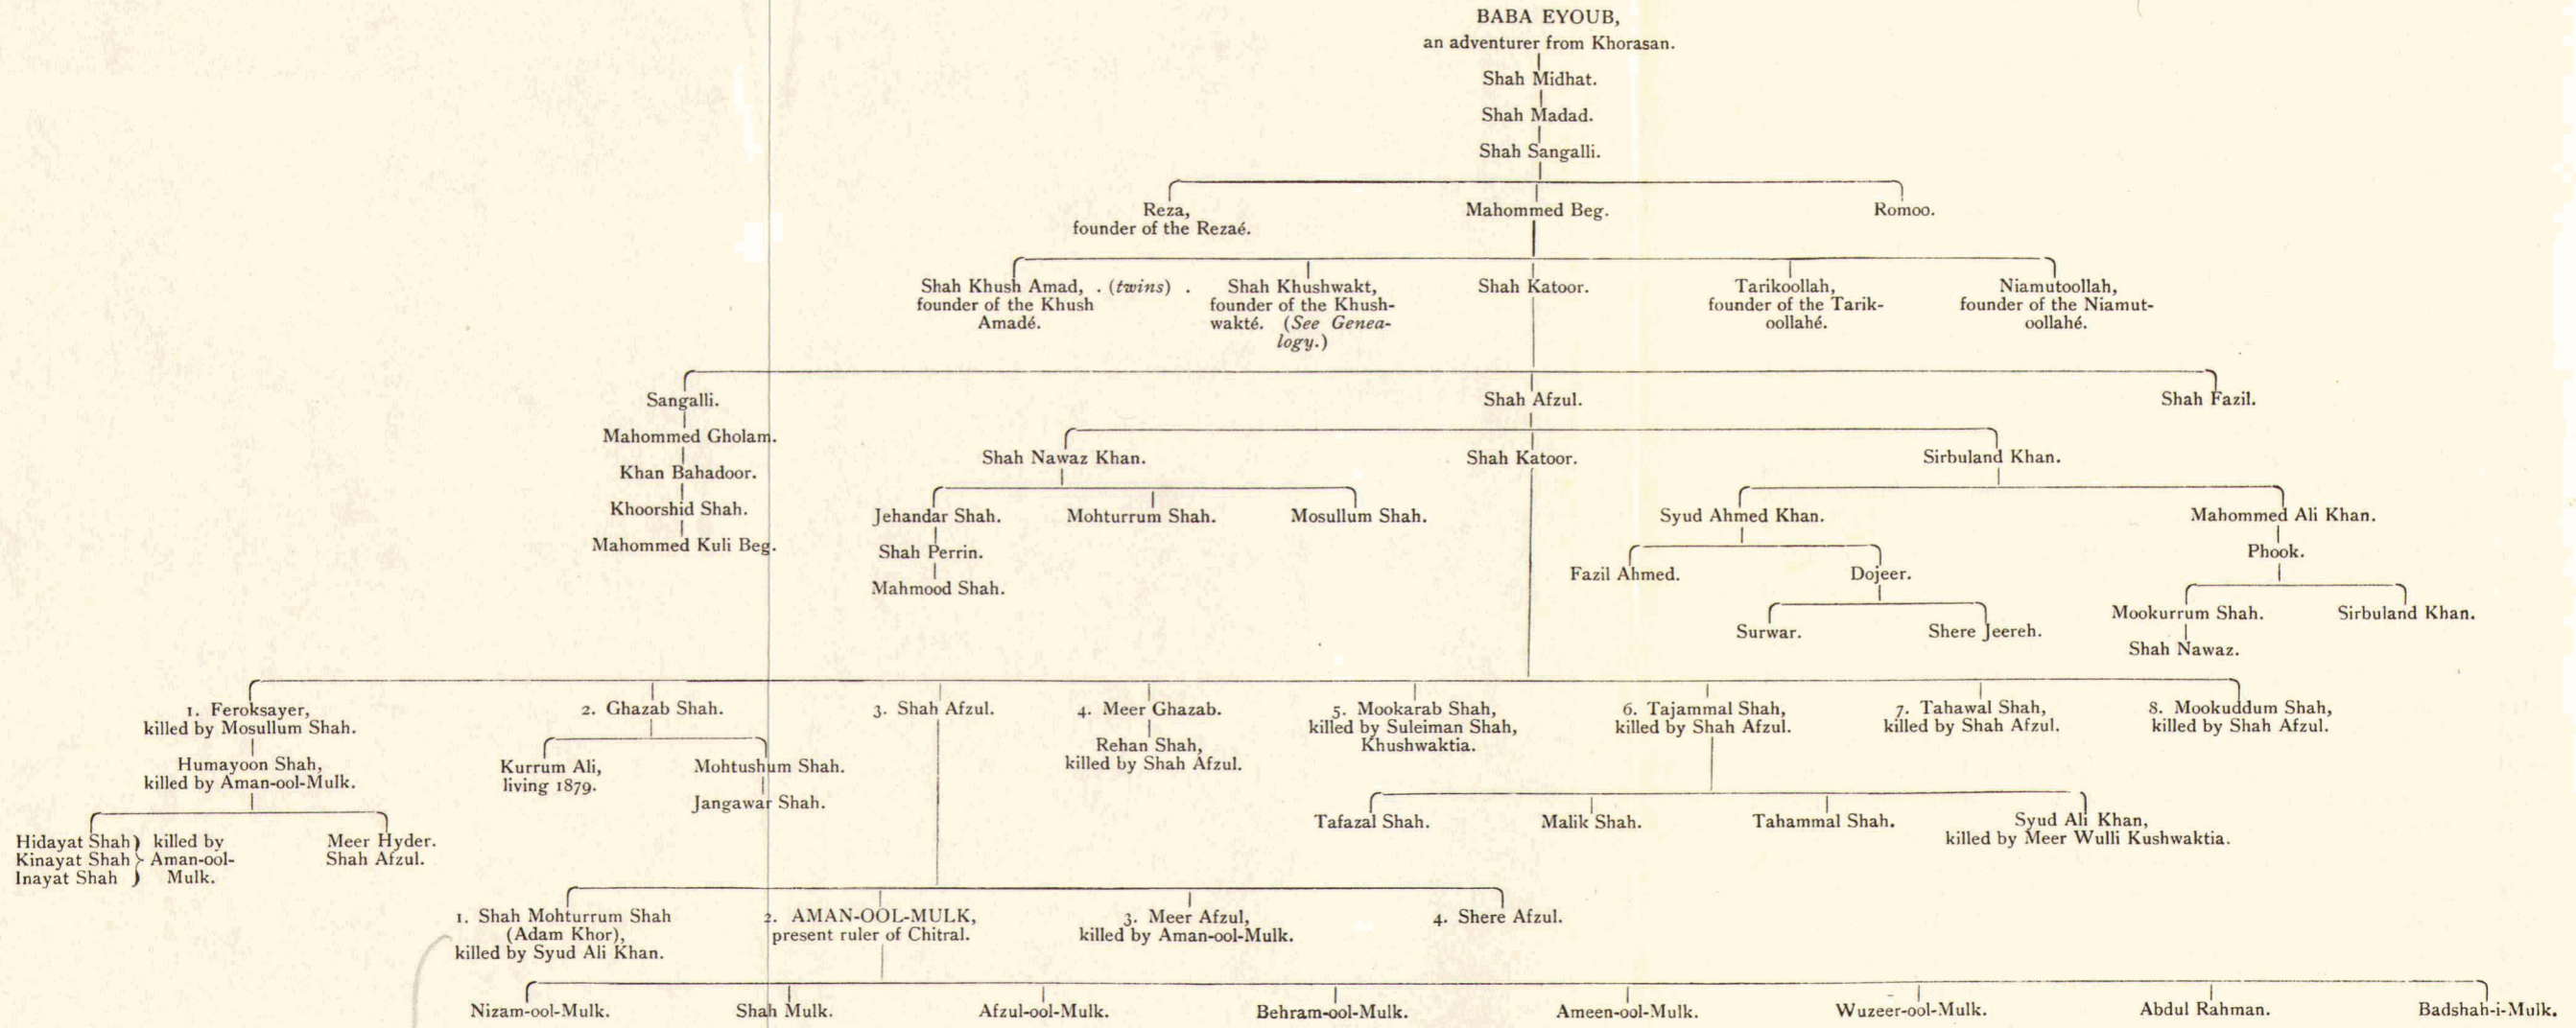 BABA EYOUB,
an adventurer from Khorasan.
Shah Midhat.
Shah Madad.
Shah Sangalli.
Reza,
founder of the Rezaé.
Mahommed Beg.
Romoo.
Shah Khush Amad, . (twins) .
founder of the Khush
Amadé.
Shah Khushwakt,
founder of the Khush-
wakté. (See Genea-
logy.)
Shah Katoor.
Tarikoollah,
founder of the Tarik-
oollahé.
Niamutoollah,
founder of the Niamut-
oollahé.
Sangalli.
Shah Afzul.
Shah Fazil.
Mahommed Gholam.
Khan Bahadoor.
Khoorshid Shah.
Mahommed Kuli Beg.
Shah Nawaz Khan.
Shah Katoor.
Sirbuland Khan.
Jehandar Shah.
Mohturrum Shah.
Mosullum Shah.
Shah Perrin.
Mahmood Shah.
Syud Ahmed Khan.
Mahommed Ali Khan.
Fazil Ahmed.
Dojeer.
Phook.
Surwar.
Shere Jeereh.
Mookurrum Shah.
Sirbuland Khan.
Shah Nawaz.
1. Feroksayer,
killed by Mosullum Shah.
Humayoon Shah,
killed by Aman-ool-Mulk.
Hidayat Shah) killed by
Kinayat Shah} Aman-ool-
Inayat Shah ) Mulk.
Meer Hyder.
Shah Afzul.
2. Ghazab Shah.
Kurrum Ali,
living 1879.
Mohtushum Shah.
Jangawar Shah.
3. Shah Afzul.
4. Meer Ghazab.
Rehan Shah,
killed by Shah Afzul.
5. Mookarab Shah,
killed by Suleiman Shah,
Khushwaktia.
6. Tajammal Shah,
killed by Shah Afzul.
7. Tahawal Shah,
killed by Shah Afzul.
8. Mookuddum Shah,
killed by Shah Afzul.
Tafazal Shah.
Malik Shah.
Tahammal Shah.
Syud Ali Khan,
killed by Meer Wulli Kushwaktia.
1. Shah Mohturrum Shah
(Adam Khor),
killed by Syud Ali Khan.
2. AMAN-OOL-MULK,
present ruler of Chitral.
3. Meer Afzul,
killed by Aman-ool-Mulk.
4. Shere Afzul.
Nizam-ool-Mulk.
Shah Mulk.
Afzul-ool-Mulk.
Behram-ool-Mulk.
Ameen-ool-Mulk.
Wuzeer-ool-Mulk.
Abdul Rahman.
Badshah-i-Mulk.